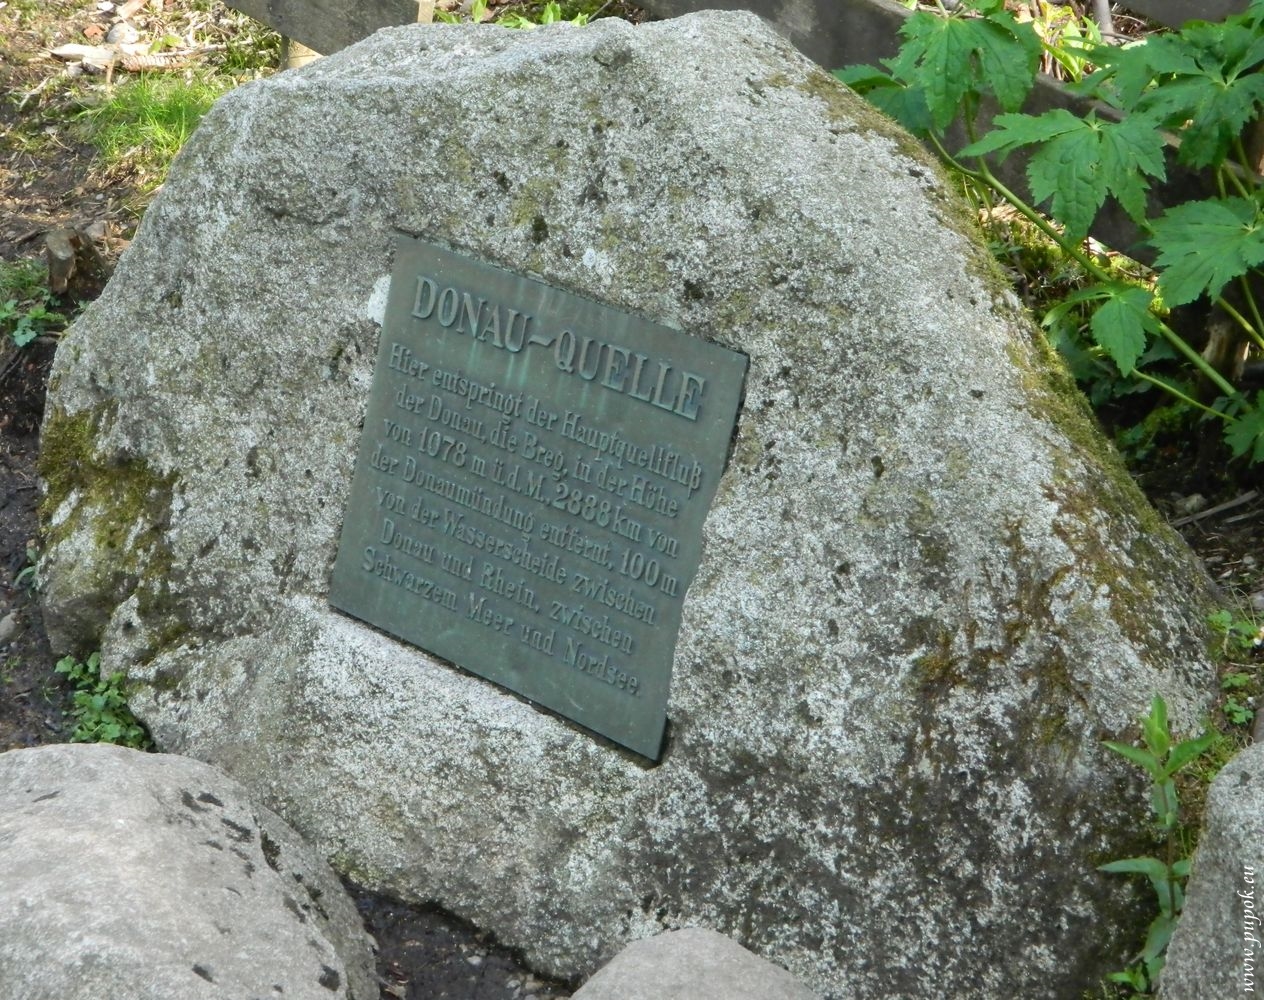 DONAU-QUELLE
Hier entspringt der Hauptquellfluß
der Donau, die Breg, in der Höhe
von 1078 m ü.d.M., 2888 km von
der Donaumündung entfernt, 100 m
von der Wasserscheide zwischen
Donau und Rhein, zwischen
Schwarzem Meer und Nordsee.
www.pupok.eu